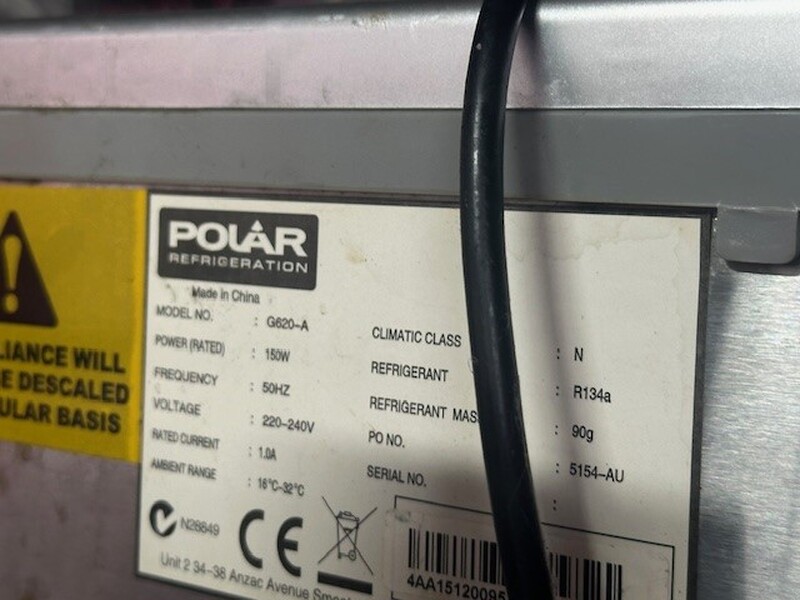 POLAR
REFRIGERATION
Made in China
MODEL NO. : G620-A
POWER (RATED) : 150W
FREQUENCY : 50HZ
VOLTAGE : 220-240V
RATED CURRENT : 1.0A
AMBIENT RANGE : 16°C-32°C
CLIMATIC CLASS : N
REFRIGERANT : R134a
REFRIGERANT MAS : 90g
PO NO. : 5154-AU
SERIAL NO. :
N28849
CE
Unit 2 34-38 Anzac Avenue Smea
4AA15120095
LIANCE WILL
E DESCALED
ULAR BASIS